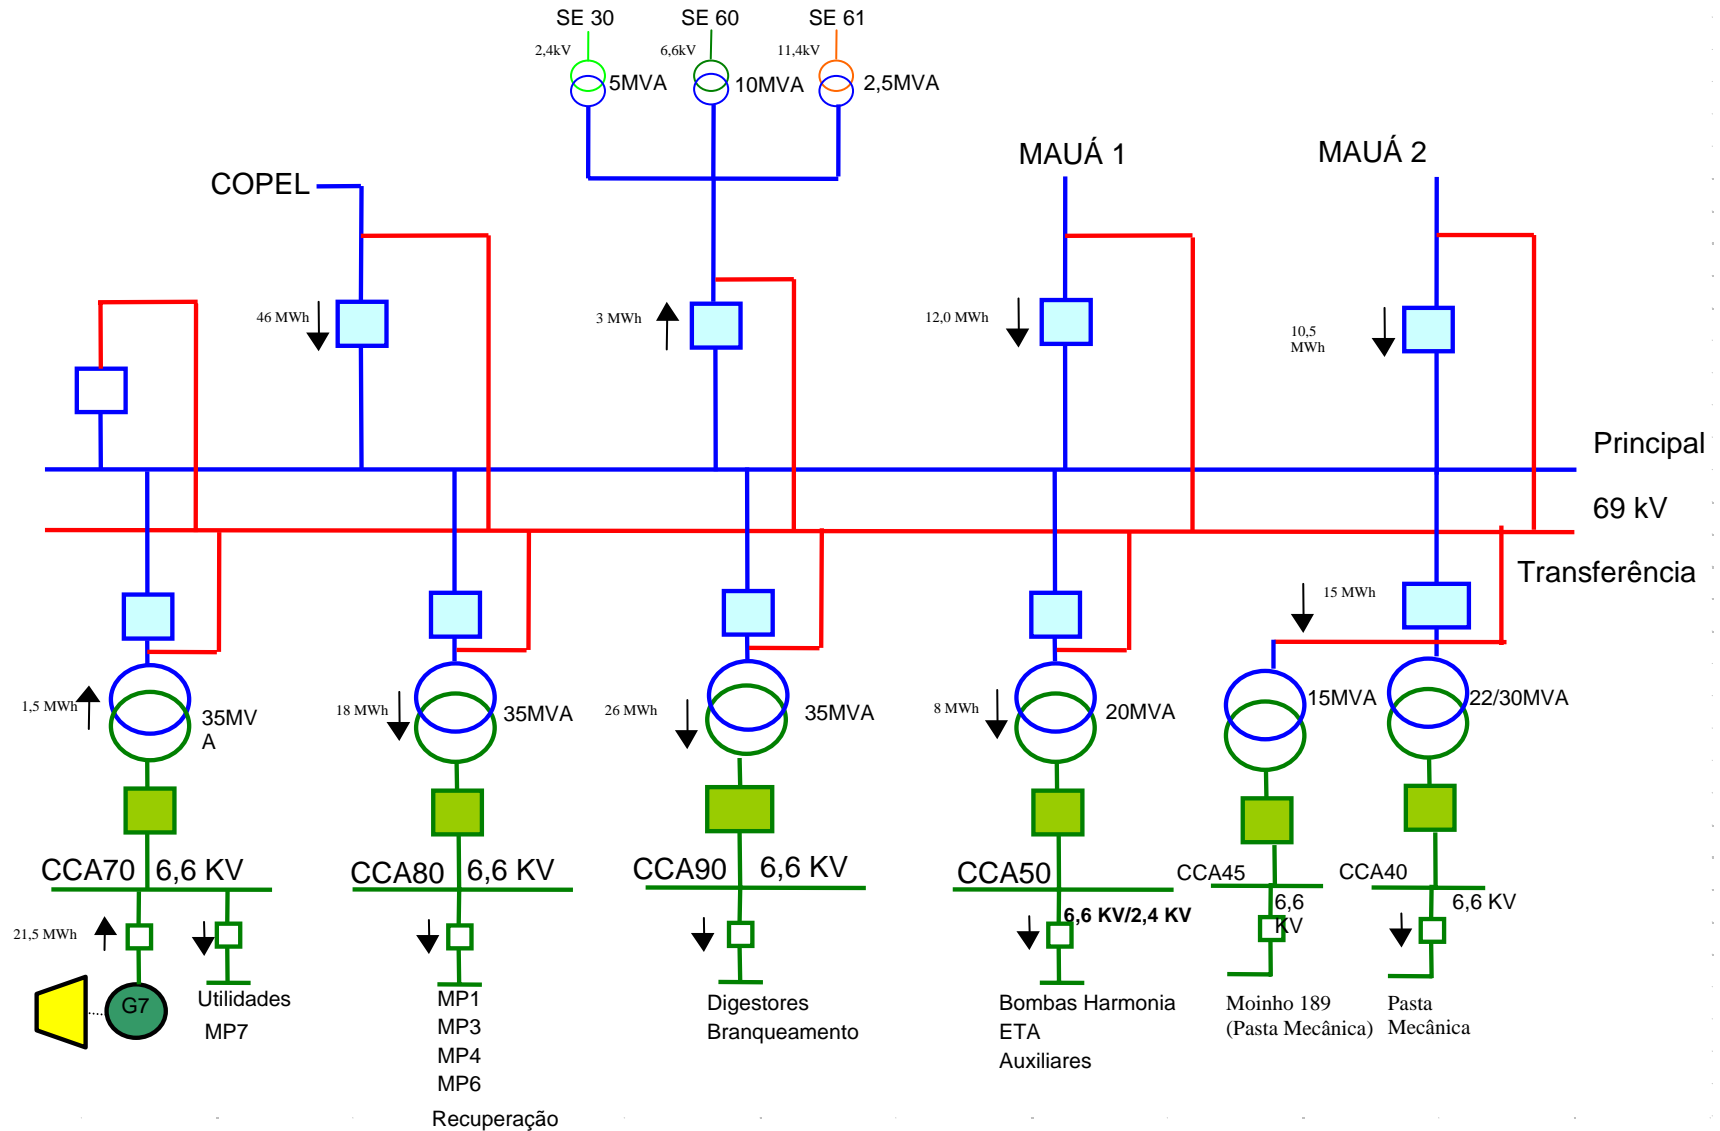 SE 30
SE 60
SE 61
2,4kV
6,6kV
11,4kV
5MVA
10MVA
2,5MVA
COPEL
MAUÁ 1
MAUÁ 2
46 MWh
3 MWh
12,0 MWh
10,5
MWh
Principal
69 kV
Transferência
15 MWh
1,5 MWh
35MV
A
18 MWh
35MVA
26 MWh
35MVA
8 MWh
20MVA
15MVA
22/30MVA
CCA70 6,6 KV
CCA80 6,6 KV
CCA90 6,6 KV
CCA50
6,6 KV/2,4 KV
CCA45
6,6
KV
CCA40
6,6 KV
21,5 MWh
G7
Utilidades
MP7
MP1
MP3
MP4
MP6
Recuperação
Digestores
Branqueamento
Bombas Harmonia
ETA
Auxiliares
Moinho 189
(Pasta Mecânica)
Pasta
Mecânica